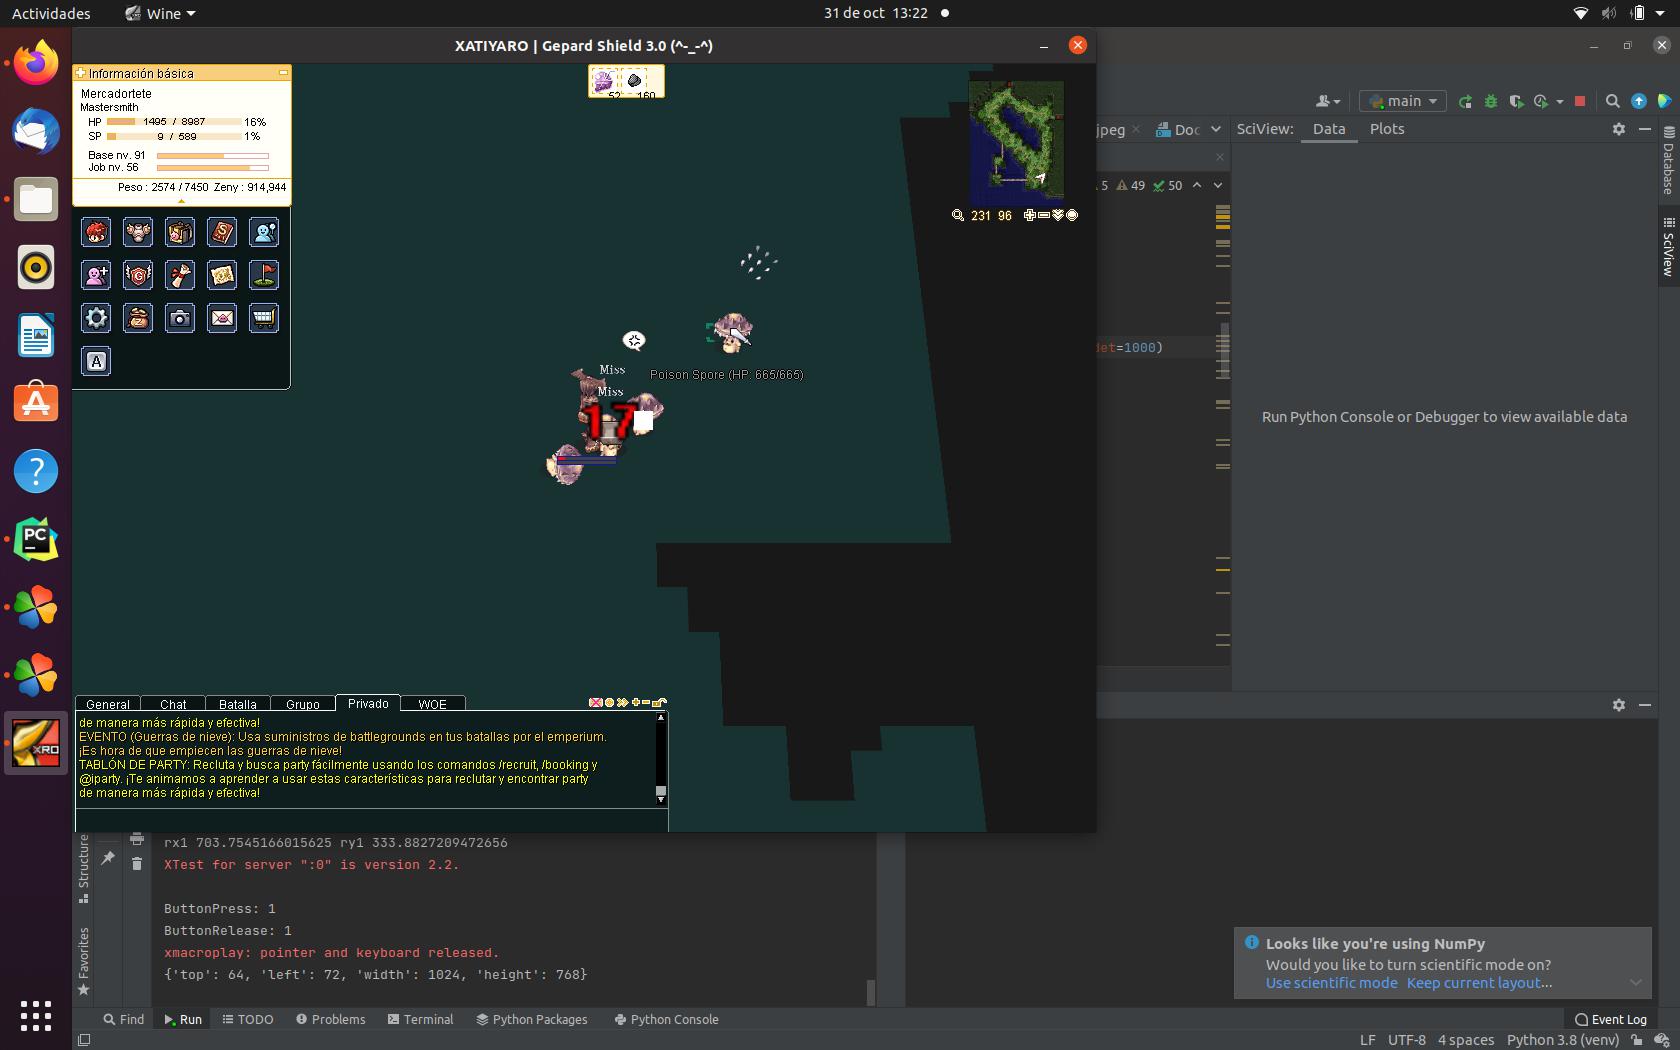 Actividades
Wine
31 de oct 13:22
XATIYARO | Gepard Shield 3.0 (^-_-^)
Información básica
Mercadortete
Mastersmith
HP 1495 / 8987 16%
SP 9 / 589 1%
Base nv. 91
Job nv. 56
Peso : 2574 / 7450 Zeny : 914,944
52 160
231 96
A
Miss
Miss
17
Poison Spore (HP: 665/665)
General Chat Batalla Grupo Privado WOE
de manera más rápida y efectiva!
EVENTO (Guerras de nieve): Usa suministros de battlegrounds en tus batallas por el emperium.
¡Es hora de que empiecen las guerras de nieve!
TABLÓN DE PARTY: Recluta y busca party fácilmente usando los comandos /recruit, /booking y
@iparty. ¡Te animamos a aprender a usar estas características para reclutar y encontrar party
de manera más rápida y efectiva!
main
jpeg
Doc
SciView: Data Plots
5 49 50
=1000)
Run Python Console or Debugger to view available data
Database
SciView
PC
XRO
Structure
Favorites
rx1 703.7545166015625 ry1 333.8827209472656
XTest for server ":0" is version 2.2.
ButtonPress: 1
ButtonRelease: 1
xmacroplay: pointer and keyboard released.
{'top': 64, 'left': 72, 'width': 1024, 'height': 768}
Looks like you're using NumPy
Would you like to turn scientific mode on?
Use scientific mode Keep current layout...
Find Run TODO Problems Terminal Python Packages Python Console
Event Log
LF UTF-8 4 spaces Python 3.8 (venv)